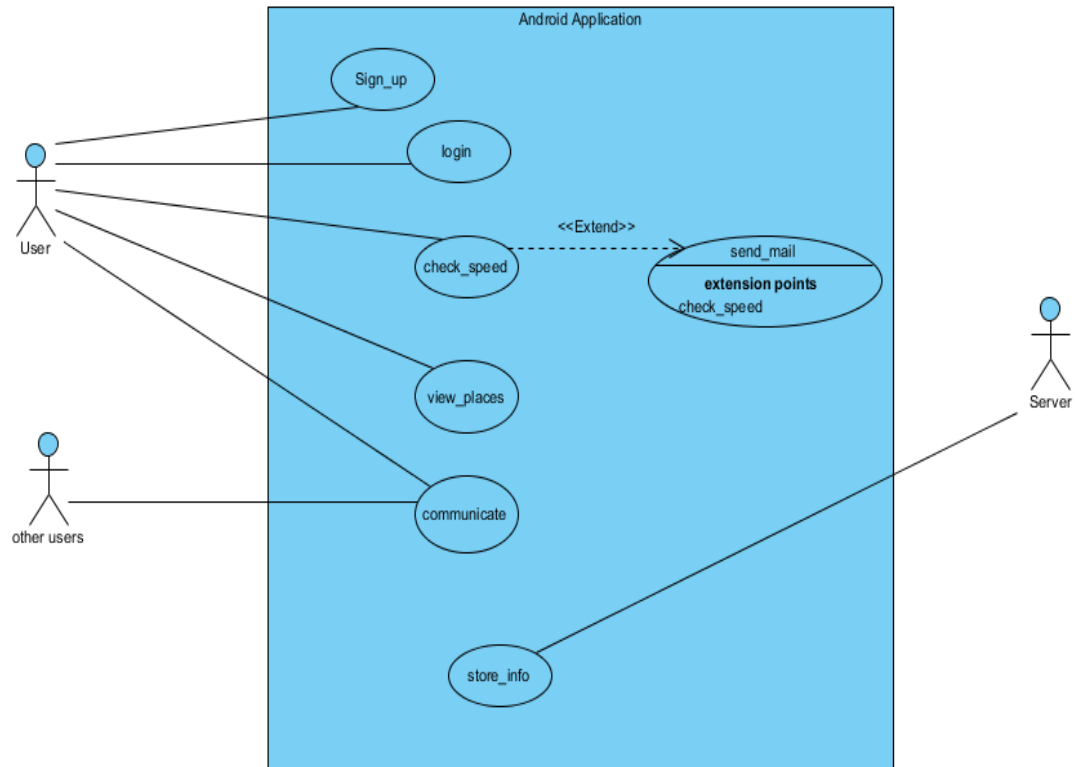 Android Application
Sign_up
login
User
<<Extend>>
check_speed
send_mail
extension points
check_speed
view_places
Server
communicate
other users
store_info